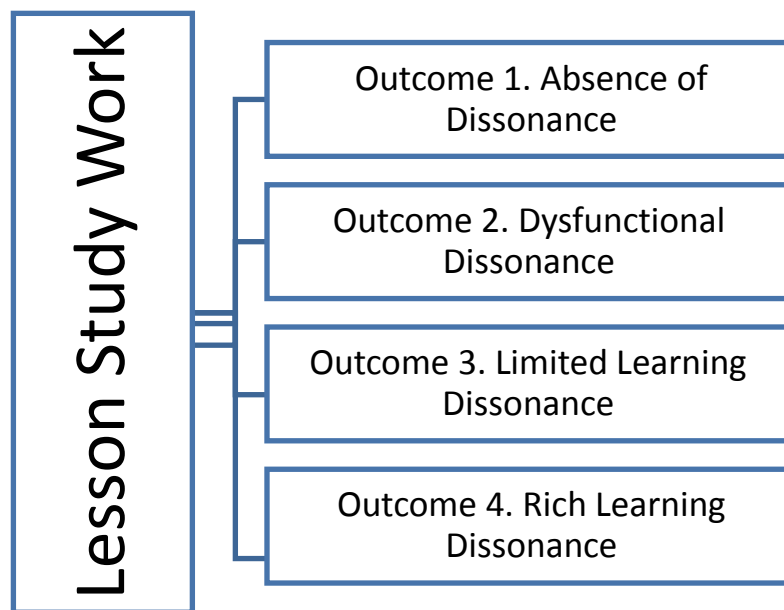 Lesson Study Work
Outcome 1. Absence of
Dissonance
Outcome 2. Dysfunctional
Dissonance
Outcome 3. Limited Learning
Dissonance
Outcome 4. Rich Learning
Dissonance